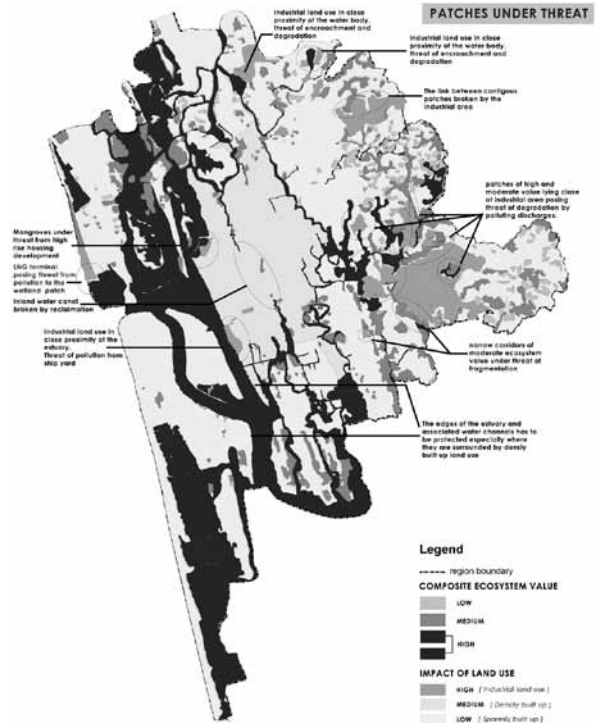 PATCHES UNDER THREAT
Industrial land use in close
proximity of the water body,
threat of encroachment and
degradation
Industrial land use in close
proximity of the water body,
threat of encroachment and
degradation
The link between contigous
patches broken by the
industrial area
patches of high and
moderate value lying close
of industrial area posing
threat of degradation by
polluting discharges.
Mangroves under
threat from high
rise housing
development
LNG terminal
posing threat from
pollution to the
wetland patch
Inland water canal
broken by reclaimation
Industrial land use in
close proximity of the
estuary.
Threat of pollution from
ship yard
narrow corridors of
moderate ecosystem
value under threat of
fragmentation
The edges of the estuary and
associated water channels has to
be protected especially where
they are surrounded by densly
built up land use
Legend
region boundary
COMPOSITE ECOSYSTEM VALUE
LOW
MEDIUM
HIGH
IMPACT OF LAND USE
HIGH ( Industrial land use )
MEDIUM ( Densly built up )
LOW ( Sparsely built up )